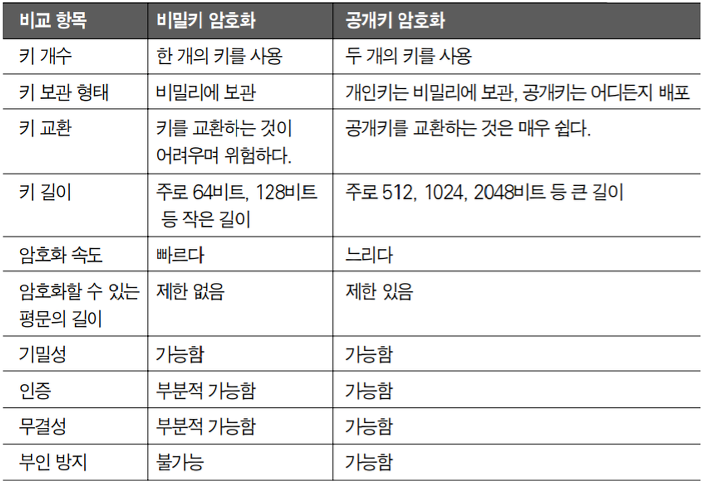 비교 항목 비밀키 암호화 공개키 암호화
키 개수 한 개의 키를 사용 두 개의 키를 사용
키 보관 형태 비밀리에 보관 개인키는 비밀리에 보관, 공개키는 어디든지 배포
키 교환 키를 교환하는 것이 공개키를 교환하는 것은 매우 쉽다.
어려우며 위험하다.
키 길이 주로 64비트, 128비트 주로 512, 1024, 2048비트 등 큰 길이
등 작은 길이
암호화 속도 빠르다 느리다
암호화할 수 있는 제한 없음 제한 있음
평문의 길이
기밀성 가능함 가능함
인증 부분적 가능함 가능함
무결성 부분적 가능함 가능함
부인 방지 불가능 가능함